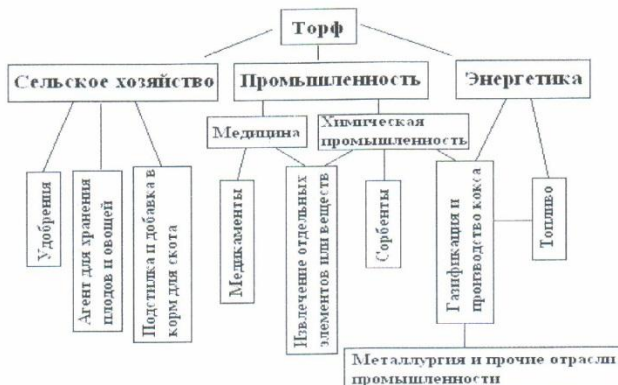 Торф
Сельское хозяйство
Промышленность
Энергетика
Медицина
Химическая
промышленность
Удобрения
Агент для хранения
плодов и овощей
Подстилка и добавка в
корм для скота
Медикаменты
Извлечение отдельных
элементов или веществ
Сорбенты
Газификация и
производство кокса
Топливо
Металлургия и прочие отрасли
промышленности